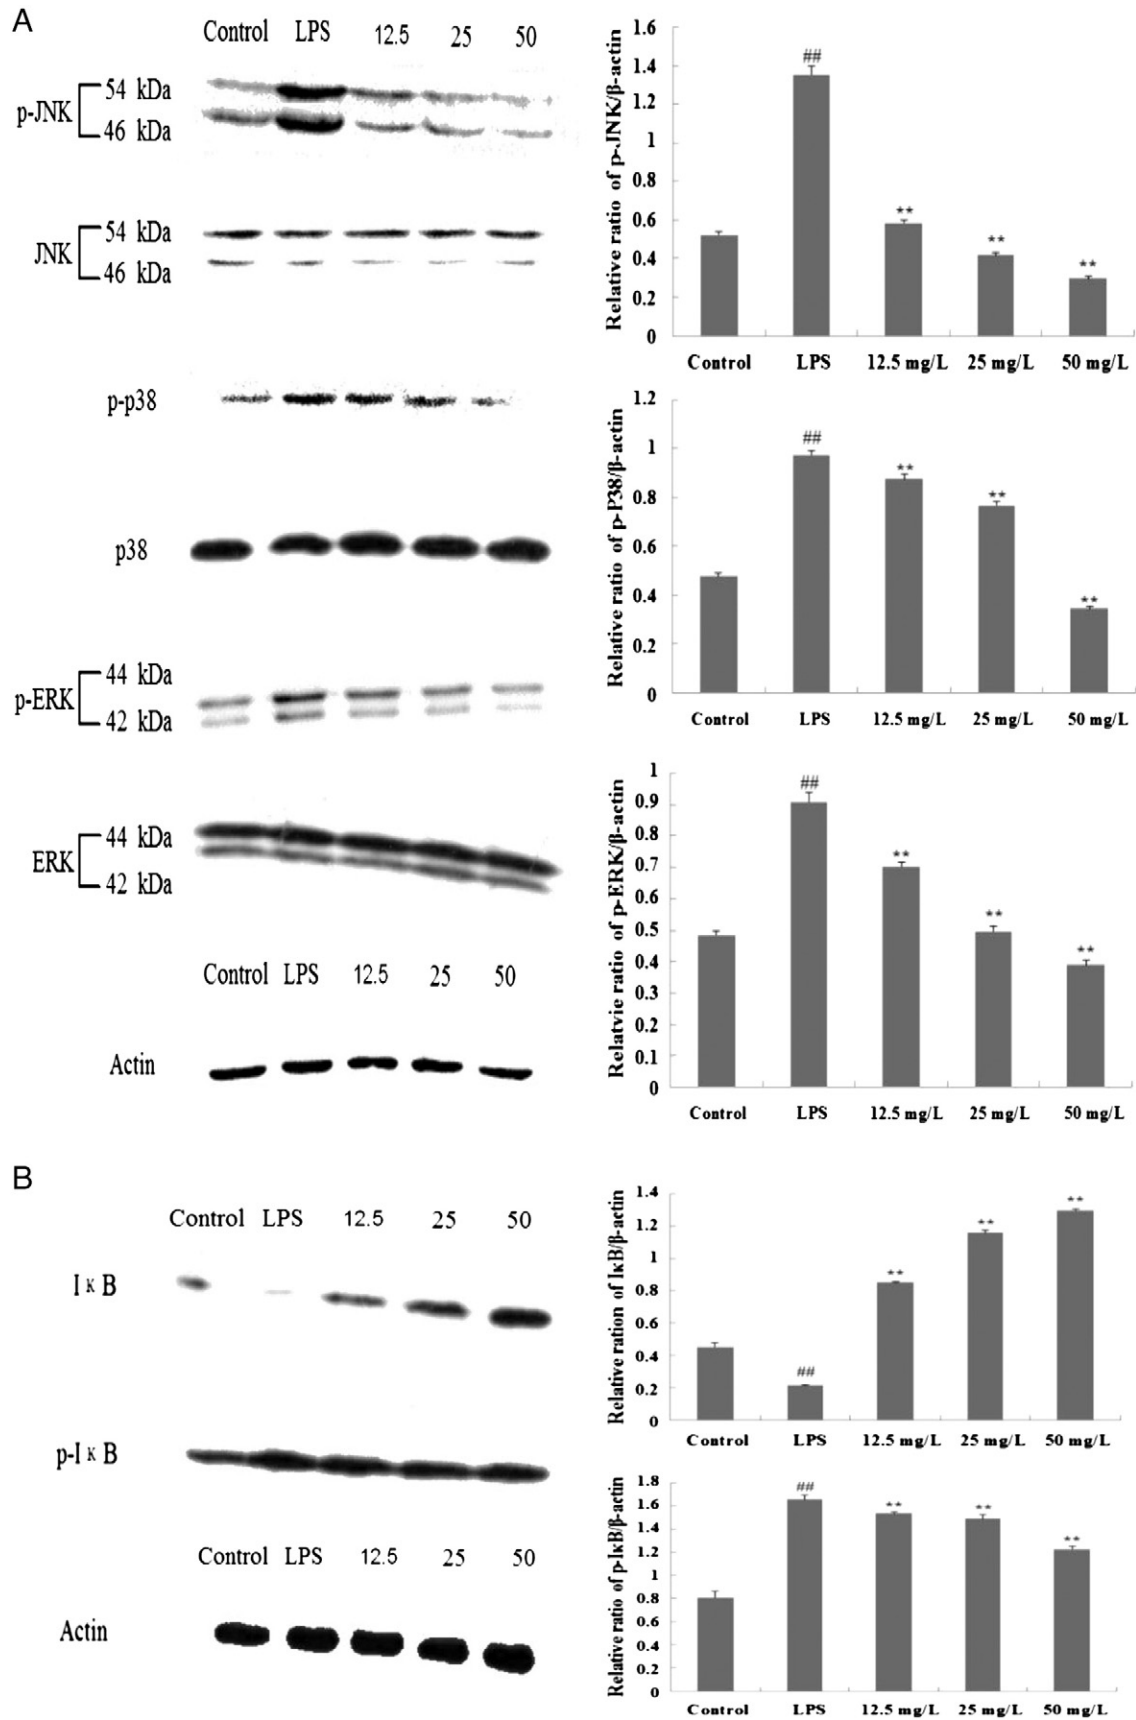 A
Control LPS 12.5 25 50
p-JNK 54 kDa
46 kDa
JNK 54 kDa
46 kDa
p-p38
p38
p-ERK 44 kDa
42 kDa
ERK 44 kDa
42 kDa
Control LPS 12.5 25 50
Actin
Relative ratio of p-JNK/β-actin
1.6
1.4
1.2
1
0.8
0.6
0.4
0.2
0
##
**
**
**
Control LPS 12.5 mg/L 25 mg/L 50 mg/L
Relative ratio of p-P38/β-actin
1.2
1
0.8
0.6
0.4
0.2
0
##
**
**
**
Control LPS 12.5 mg/L 25 mg/L 50 mg/L
Relatvie ratio of p-ERK/β-actin
1
0.9
0.8
0.7
0.6
0.5
0.4
0.3
0.2
0.1
0
##
**
**
**
Control LPS 12.5 mg/L 25 mg/L 50 mg/L
B
Control LPS 12.5 25 50
IκB
p-IκB
Control LPS 12.5 25 50
Actin
Relative ration of IκB/β-actin
1.4
1.2
1
0.8
0.6
0.4
0.2
0
##
**
**
**
Control LPS 12.5 mg/L 25 mg/L 50 mg/L
Relative ratio of p-IκB/β-actin
1.8
1.6
1.4
1.2
1
0.8
0.6
0.4
0.2
0
##
**
**
**
Control LPS 12.5 mg/L 25 mg/L 50 mg/L